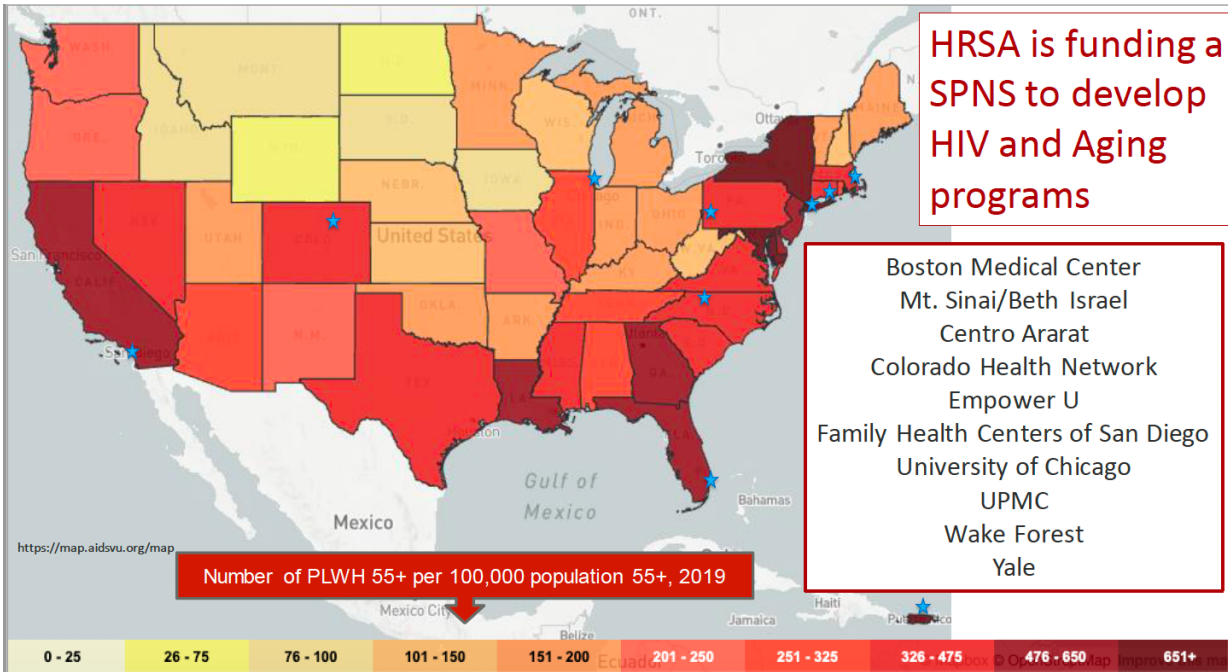 HRSA is funding a
SPNS to develop
HIV and Aging
programs
Boston Medical Center
Mt. Sinai/Beth Israel
Centro Ararat
Colorado Health Network
Empower U
Family Health Centers of San Diego
University of Chicago
UPMC
Wake Forest
Yale
ONT.
WASH.
MONT.
N.D.
MINN.
Ottawa
MAINE
ORE.
IDAHO
S.D.
WIS.
MICH.
Toronto
WYO.
IOWA
Chicago
PA.
NEBR.
NEV.
UTAH
COLO.
United States
IND.
OHIO
W.VA.
VA.
San Francisco
CALIF.
KY.
N.C.
San Diego
ARIZ.
N.M.
OKLA.
ARK.
Atlanta
S.C.
TEX.
LA.
MISS.
GA.
Houston
FLA.
Gulf of
Mexico
Bahamas
Mexico
https://map.aidsvu.org/map
Number of PLWH 55+ per 100,000 population 55+, 2019
Mexico City
Haiti
Jamaica
Belize
Ecuador
0 - 25
26 - 75
76 - 100
101 - 150
151 - 200
201 - 250
251 - 325
326 - 475
476 - 650
651+
© OpenStreetMap Improve this